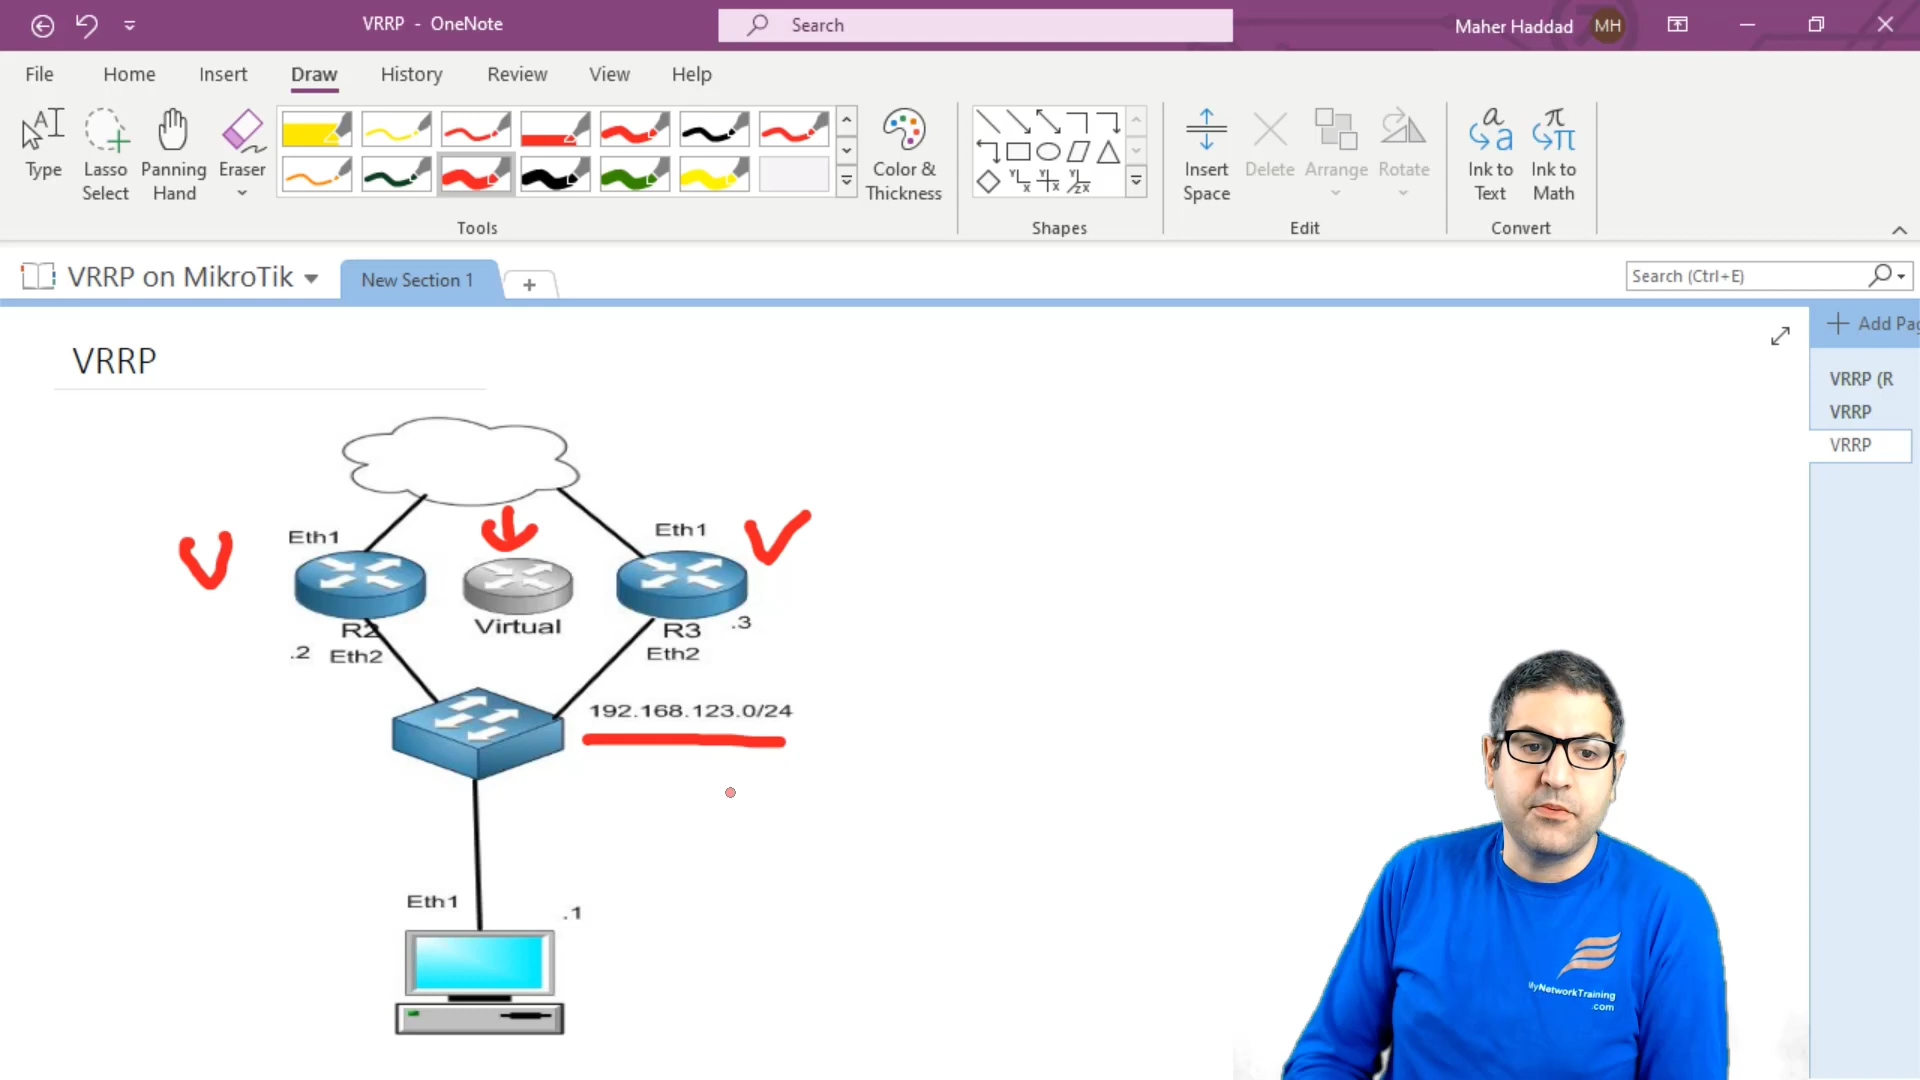 VRRP - OneNote
Search
Maher Haddad
MH
File
Home
Insert
Draw
History
Review
View
Help
Type
Lasso Select
Panning Hand
Eraser
Color & Thickness
Insert Space
Delete
Arrange
Rotate
Ink to Text
Ink to Math
Tools
Shapes
Edit
Convert
VRRP on MikroTik
New Section 1
Search (Ctrl+E)
Add Pag
VRRP (R
VRRP
VRRP
VRRP
Eth1
Eth1
Virtual
R2
R3
.3
.2
Eth2
Eth2
192.168.123.0/24
Eth1
.1
MyNetworkTraining
.com